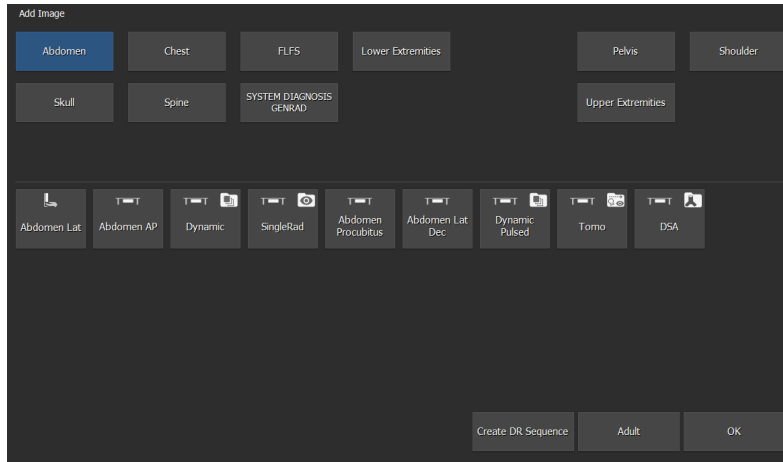 Add Image
Abdomen
Chest
FLFS
Lower Extremities
Pelvis
Shoulder
Skull
Spine
SYSTEM DIAGNOSIS
GENRAD
Upper Extremities
Abdomen Lat
Abdomen AP
Dynamic
SingleRad
Abdomen
Procubitus
Abdomen Lat
Dec
Dynamic
Pulsed
Tomo
DSA
Create DR Sequence
Adult
OK